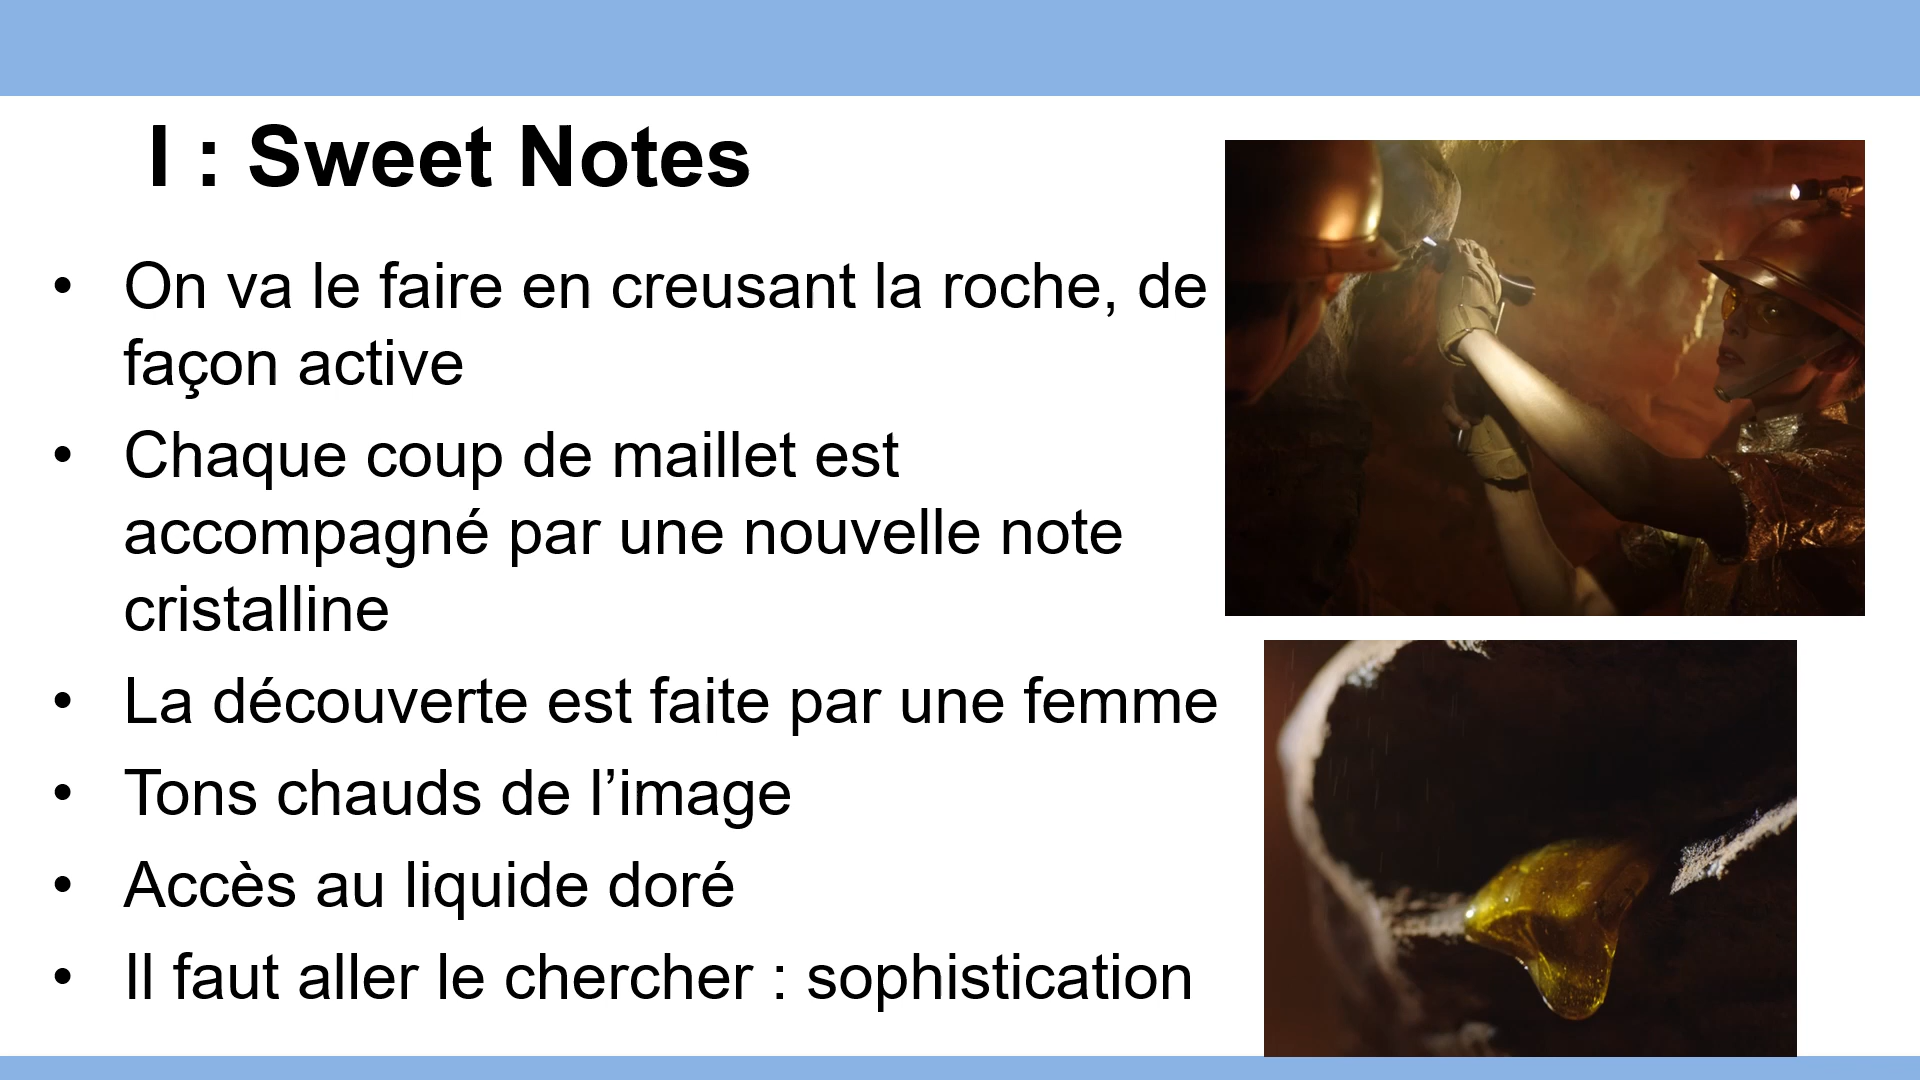 I : Sweet Notes
• On va le faire en creusant la roche, de
façon active
• Chaque coup de maillet est
accompagné par une nouvelle note
cristalline
• La découverte est faite par une femme
• Tons chauds de l’image
• Accès au liquide doré
• Il faut aller le chercher : sophistication